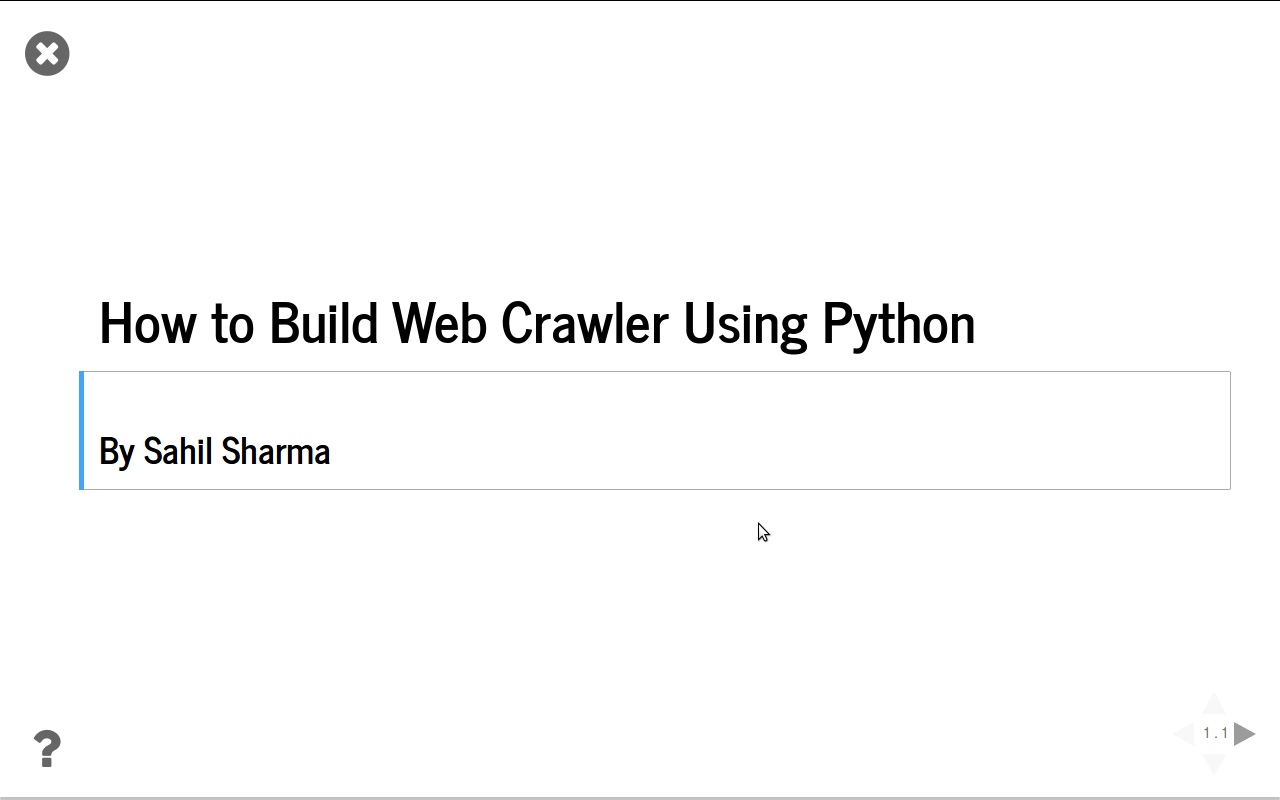 How to Build Web Crawler Using Python
By Sahil Sharma
?
1.1